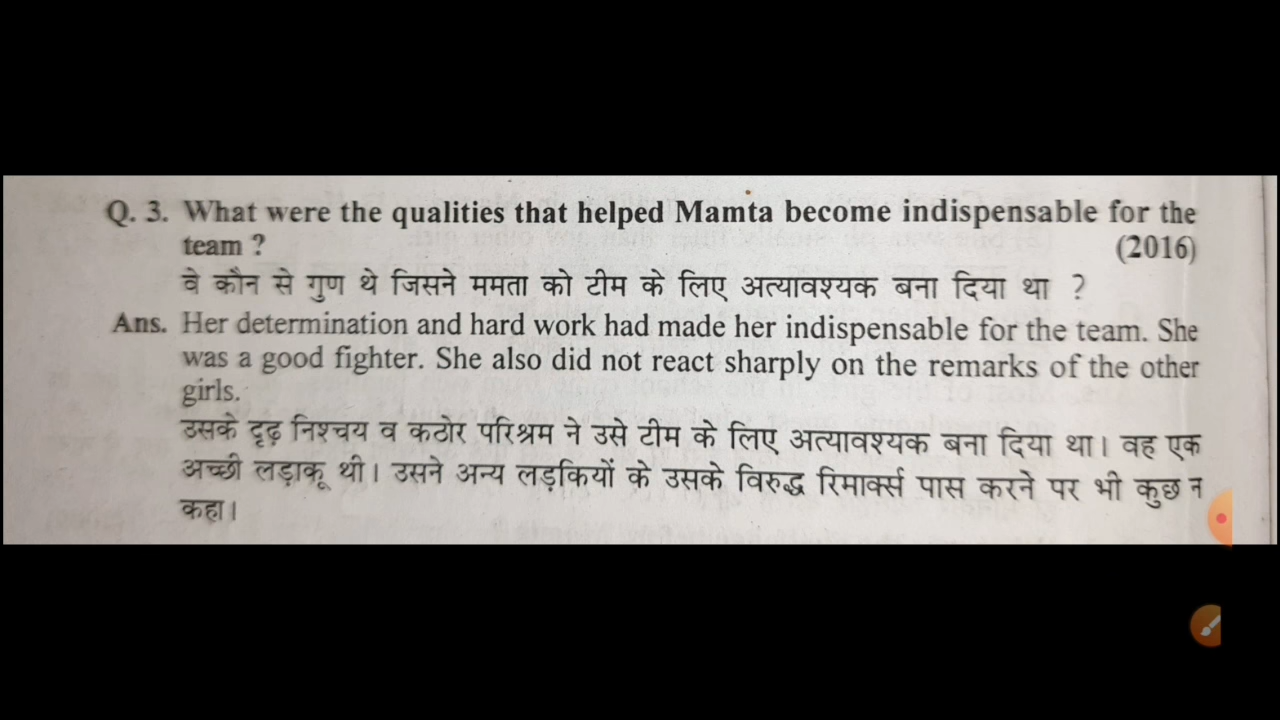 Q. 3. What were the qualities that helped Mamta become indispensable for the
team ? (2016)
वे कौन से गुण थे जिसने ममता को टीम के लिए अत्यावश्यक बना दिया था ?
Ans. Her determination and hard work had made her indispensable for the team. She
was a good fighter. She also did not react sharply on the remarks of the other
girls.
उसके दृढ़ निश्चय व कठोर परिश्रम ने उसे टीम के लिए अत्यावश्यक बना दिया था। वह एक
अच्छी लड़ाकू थी। उसने अन्य लड़कियों के उसके विरुद्ध रिमार्क्स पास करने पर भी कुछ न
कहा।